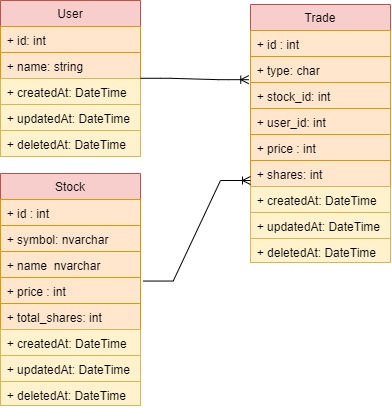 User
+ id: int
+ name: string
+ createdAt: DateTime
+ updatedAt: DateTime
+ deletedAt: DateTime
Trade
+ id : int
+ type: char
+ stock_id: int
+ user_id: int
+ price : int
+ shares: int
+ createdAt: DateTime
+ updatedAt: DateTime
+ deletedAt: DateTime
Stock
+ id : int
+ symbol: nvarchar
+ name  nvarchar
+ price : int
+ total_shares: int
+ createdAt: DateTime
+ updatedAt: DateTime
+ deletedAt: DateTime